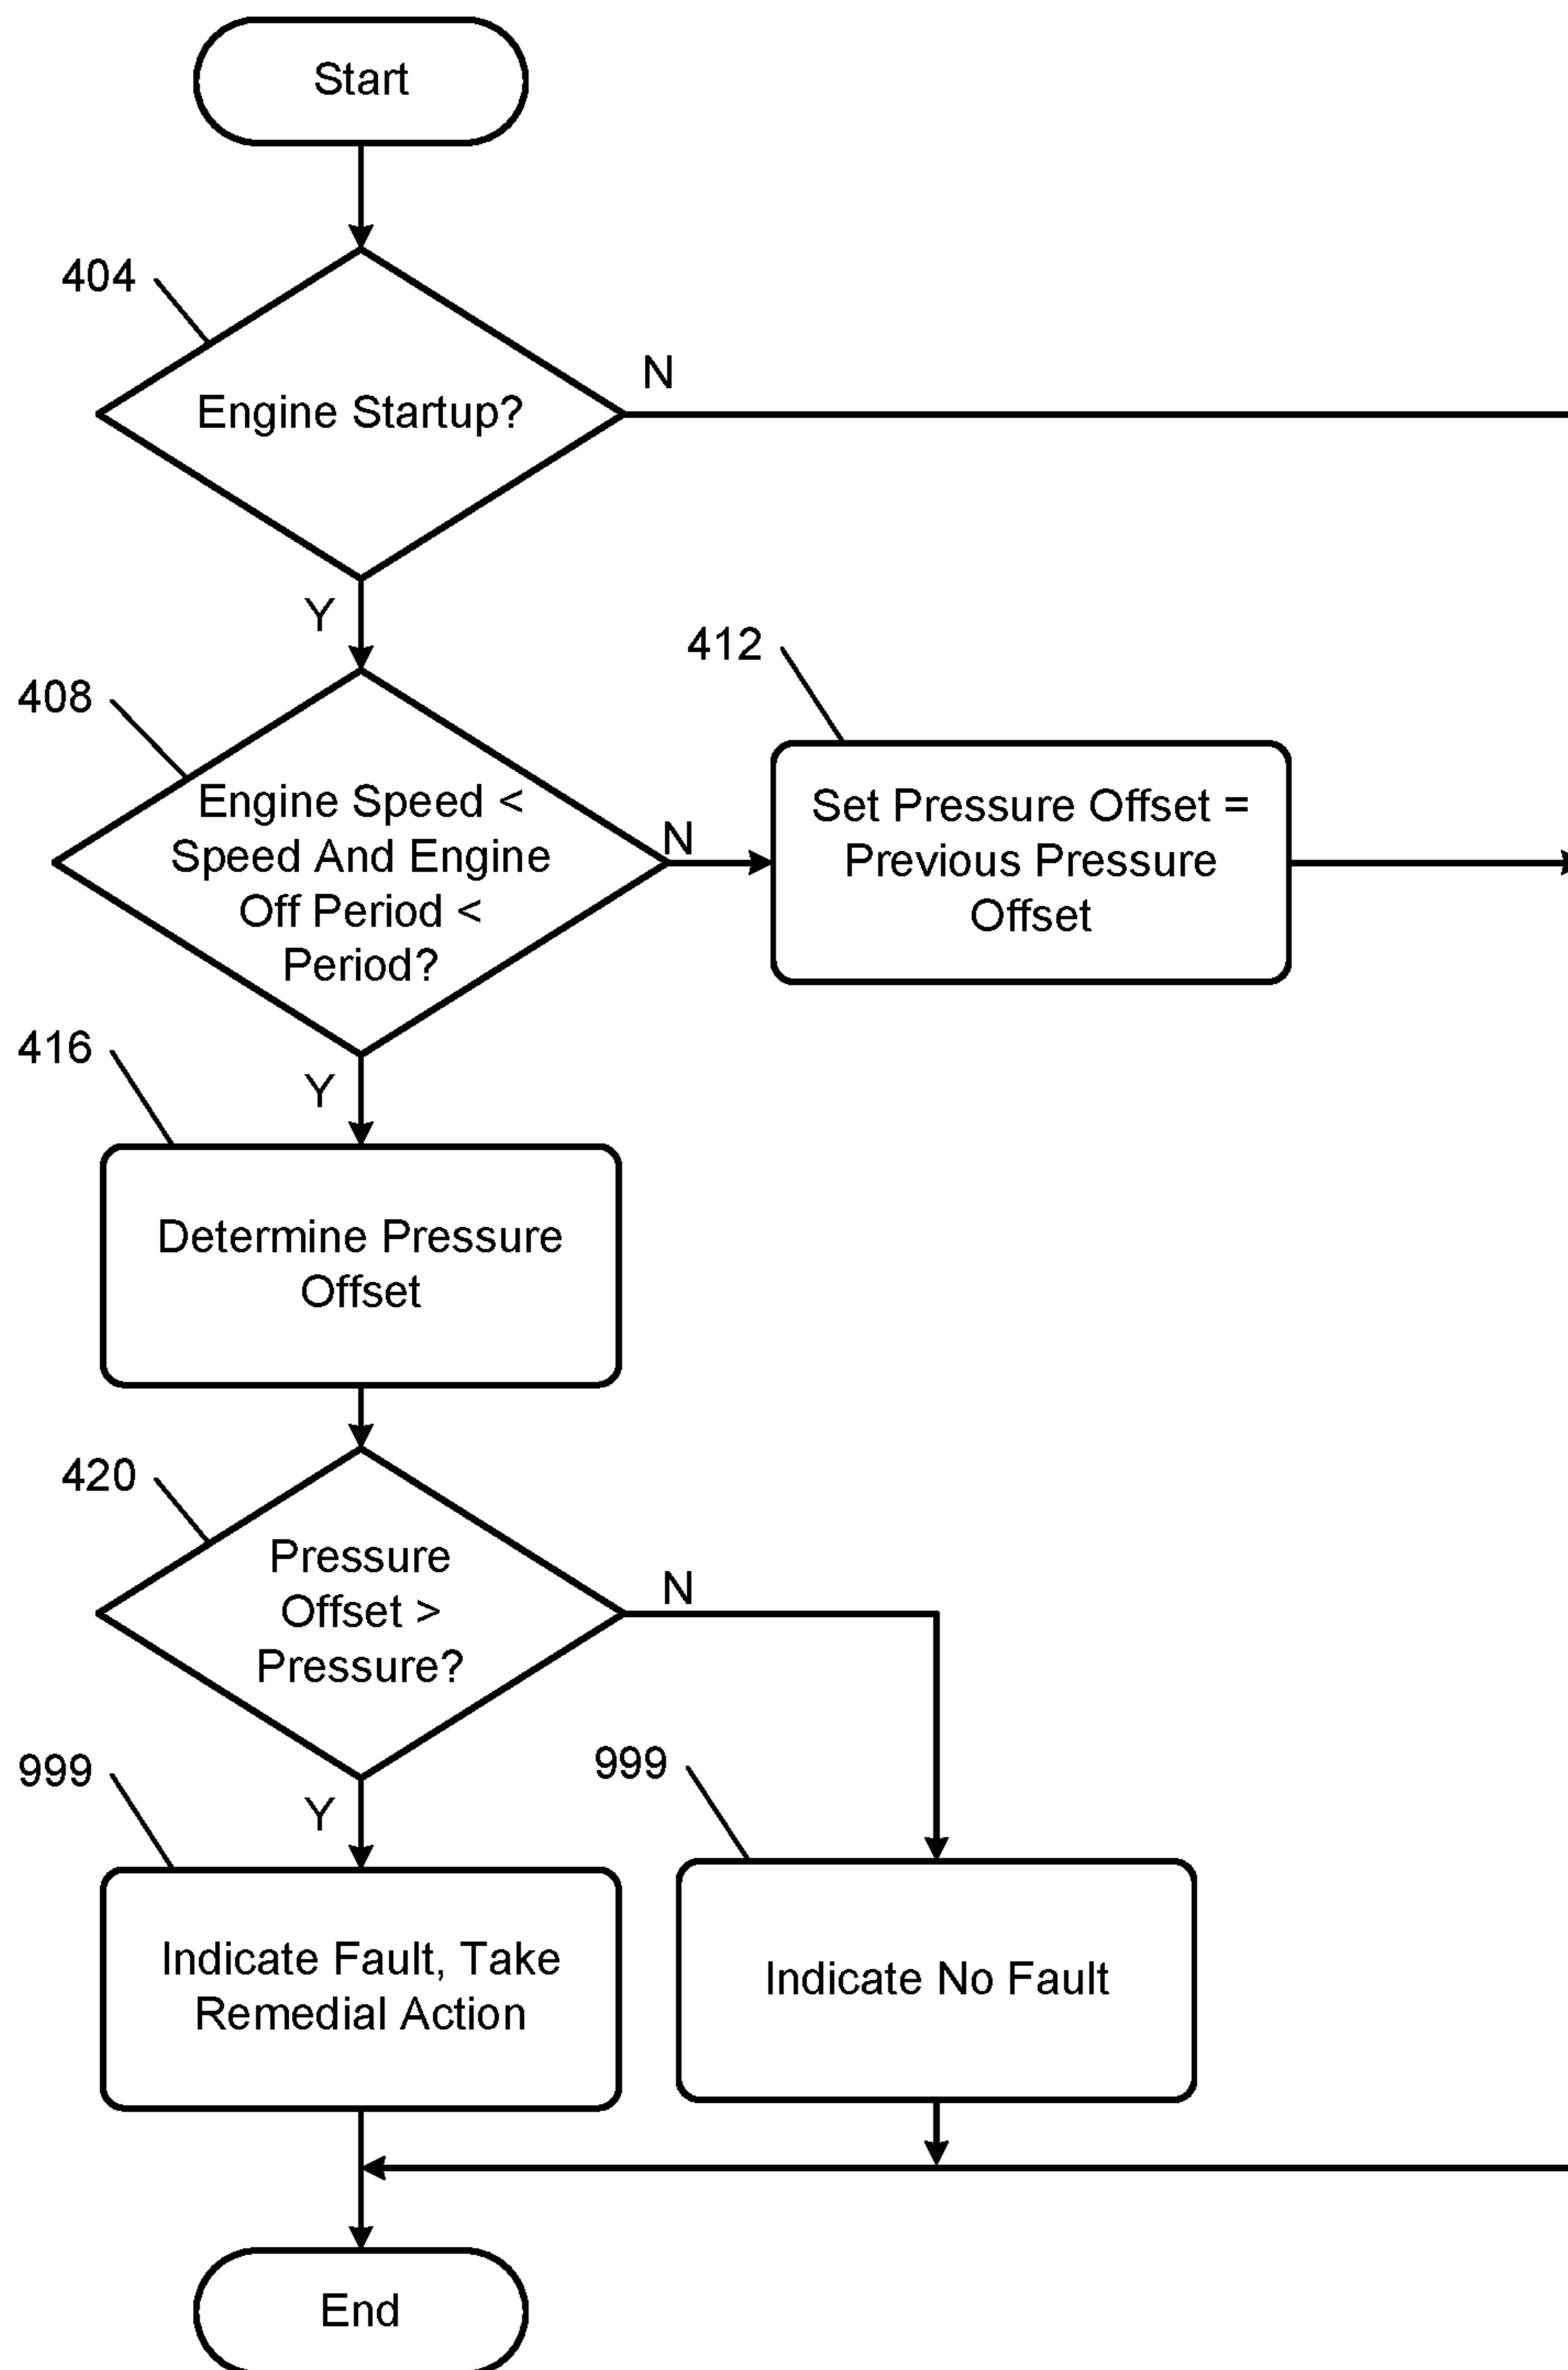 Start
404
Engine Startup?
N
Y
412
408
Engine Speed <
Speed And Engine
Off Period <
Period?
N
Set Pressure Offset =
Previous Pressure
Offset
416
Y
Determine Pressure
Offset
420
Pressure
Offset >
Pressure?
N
999
999
Y
Indicate Fault, Take
Remedial Action
Indicate No Fault
End